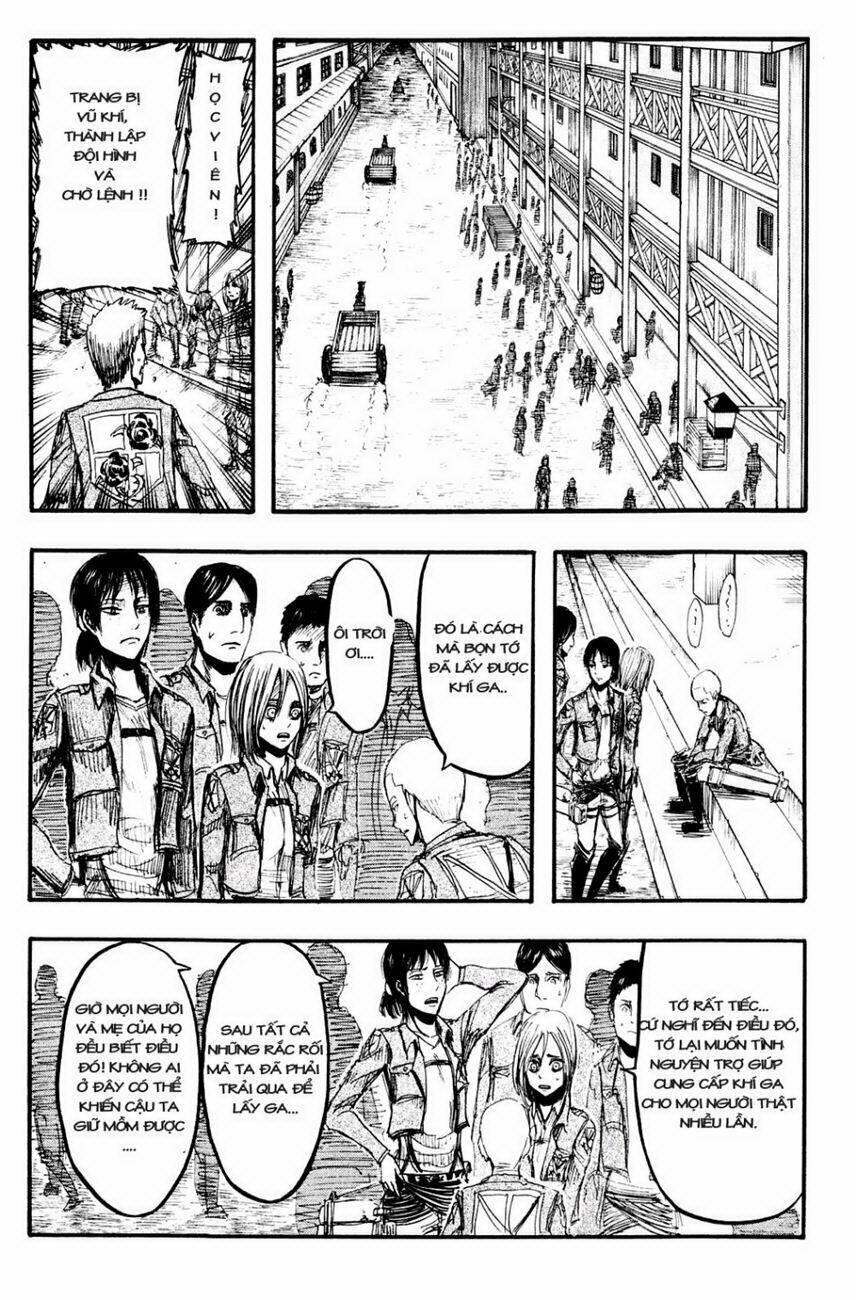 HỌC VIÊN!
TRANG BỊ
VŨ KHÍ,
THÀNH LẬP
ĐỘI HÌNH
VÀ
CHỜ LỆNH !!
ĐÓ LÀ CÁCH
MÀ BỌN TỚ
ĐÃ LẤY ĐƯỢC
KHÍ GA..
ÔI TRỜI
ƠI....
TỚ RẤT TIẾC...
CỨ NGHĨ ĐẾN ĐIỀU ĐÓ,
TỚ LẠI MUỐN TÌNH
NGUYỆN TRỢ GIÚP
CUNG CẤP KHÍ GA
CHO MỌI NGƯỜI THẬT
NHIỀU LẦN.
SAU TẤT CẢ
NHỮNG RẮC RỐI
MÀ TA ĐÃ PHẢI
TRẢI QUA ĐỂ
LẤY GA...
GIỜ MỌI NGƯỜI
VÀ MẸ CỦA HỌ
ĐỀU BIẾT ĐIỀU
ĐÓ! KHÔNG AI
Ở ĐÂY CÓ THỂ
KHIẾN CẬU TA
GIỮ MỒM ĐƯỢC
....